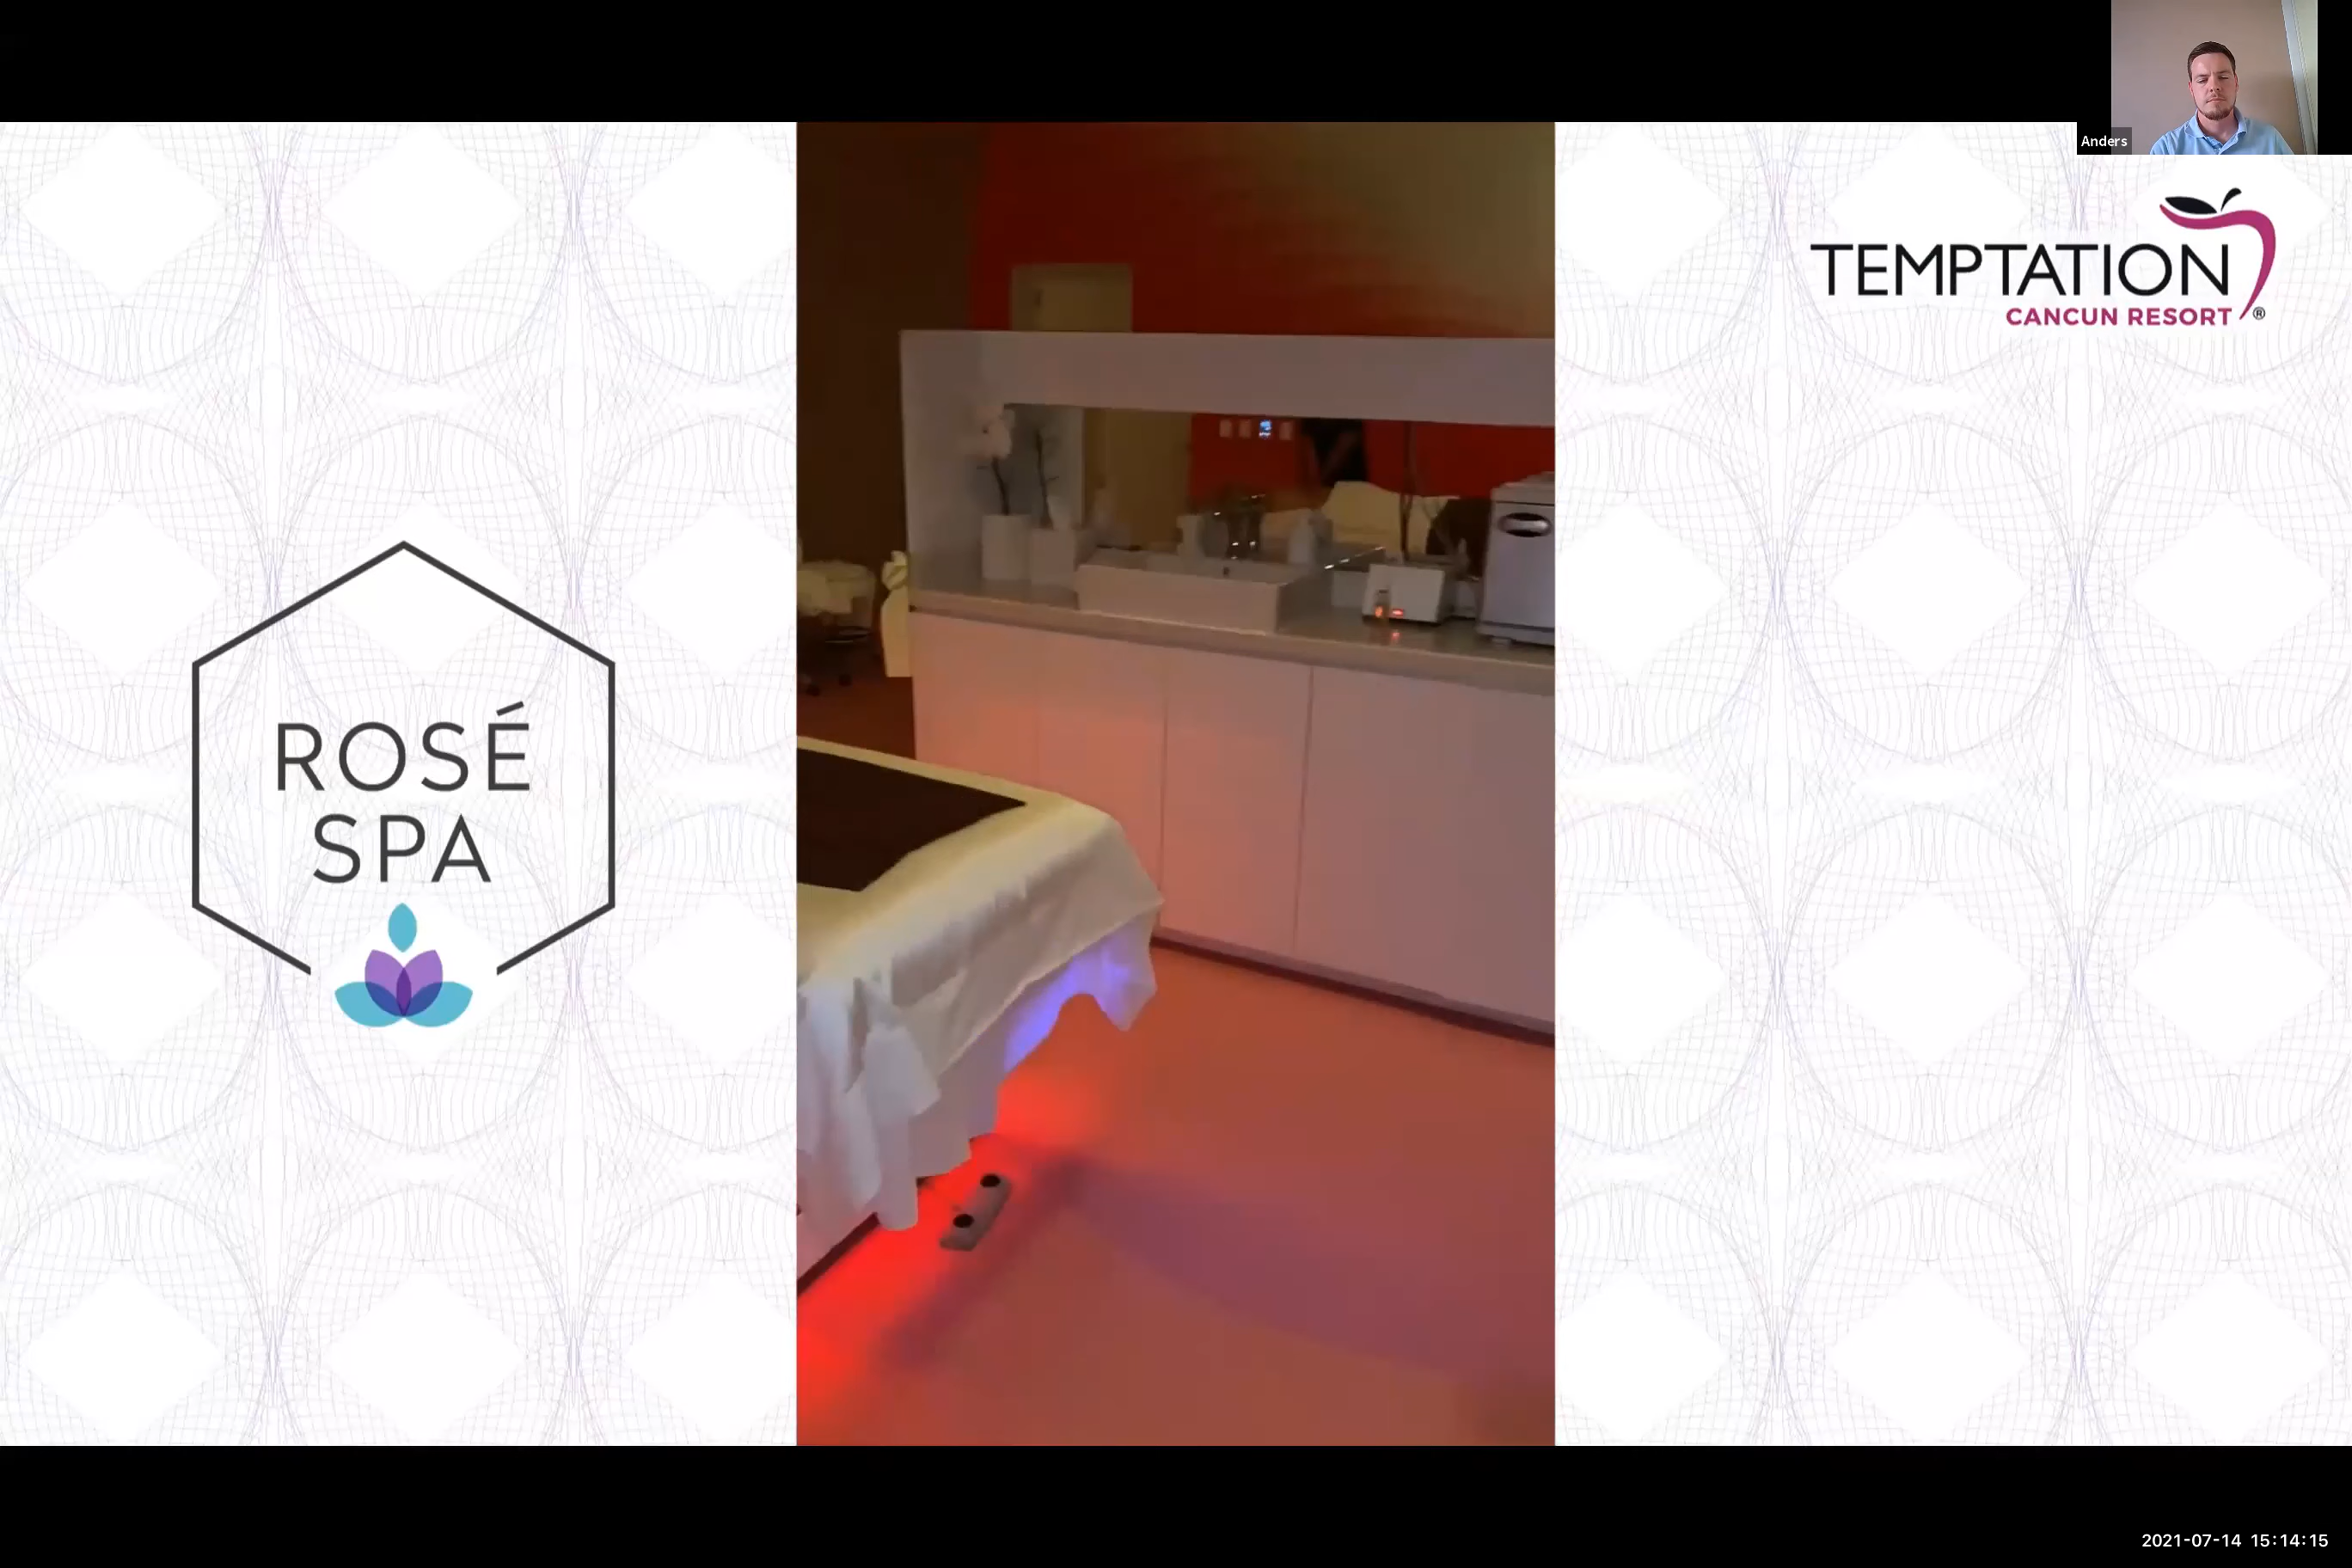 Anders
TEMPTATION
CANCUN RESORT ®
ROSÉ
SPA
2021-07-14 15:14:15